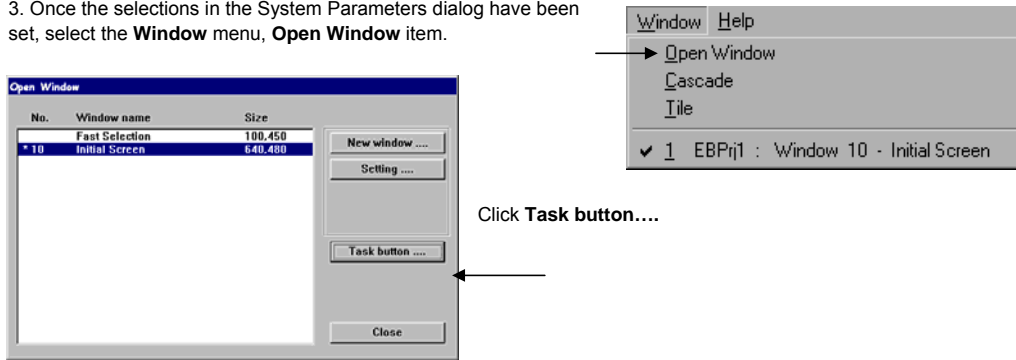 3. Once the selections in the System Parameters dialog have been
set, select the Window menu, Open Window item.
Window Help
Open Window
Cascade
Tile
✔ 1 EBPrj1 : Window 10 - Initial Screen
Open Window
No. Window name Size
Fast Selection 100,450
* 10 Initial Screen 640,480
New window ....
Setting ....
Click Task button….
Task button ....
Close